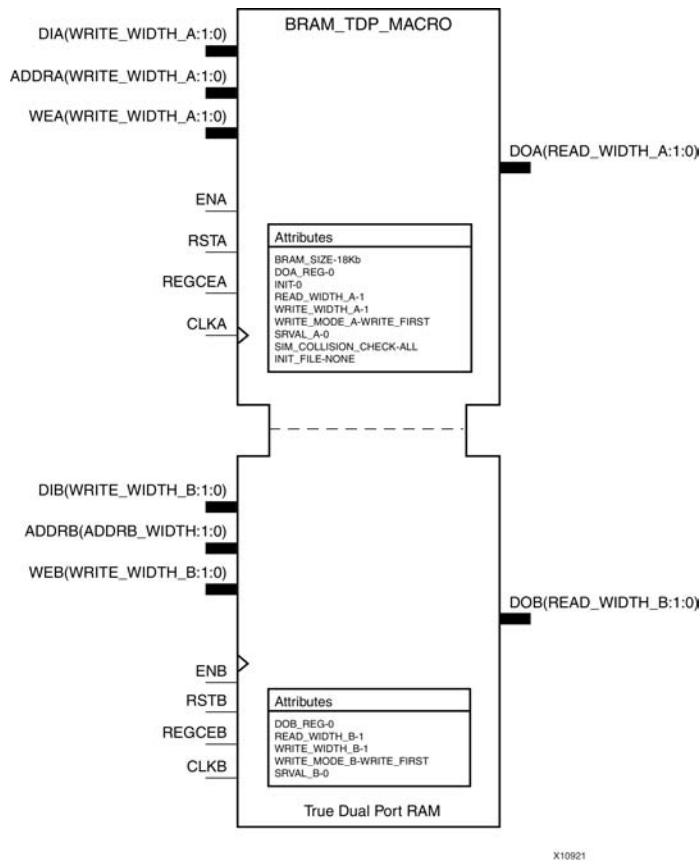 BRAM_TDP_MACRO
DIA(WRITE_WIDTH_A:1:0)
ADDRA(WRITE_WIDTH_A:1:0)
WEA(WRITE_WIDTH_A:1:0)
DOA(READ_WIDTH_A:1:0)
ENA
RSTA
REGCEA
CLKA
Attributes
BRAM_SIZE-18Kb
DOA_REG-0
INIT-0
READ_WIDTH_A-1
WRITE_WIDTH_A-1
WRITE_MODE_A-WRITE_FIRST
SRVAL_A-0
SIM_COLLISION_CHECK-ALL
INIT_FILE-NONE
DIB(WRITE_WIDTH_B:1:0)
ADDRB(ADDRB_WIDTH:1:0)
WEB(WRITE_WIDTH_B:1:0)
DOB(READ_WIDTH_B:1:0)
ENB
RSTB
REGCEB
CLKB
Attributes
DOB_REG-0
READ_WIDTH_B-1
WRITE_WIDTH_B-1
WRITE_MODE_B-WRITE_FIRST
SRVAL_B-0
True Dual Port RAM
X10921